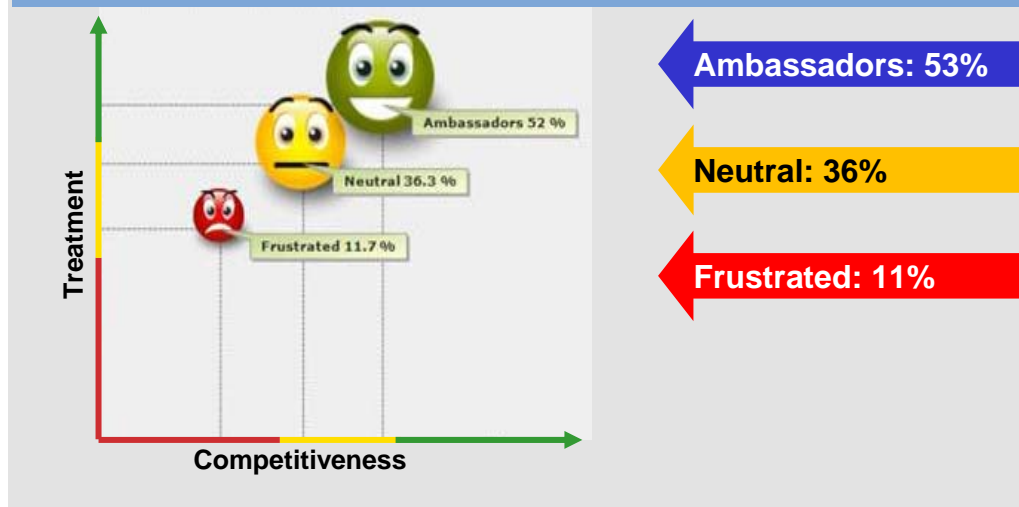 Ambassadors 52 %
Neutral 36.3 %
Frustrated 11.7 %
Treatment
Competitiveness
Ambassadors: 53%
Neutral: 36%
Frustrated: 11%